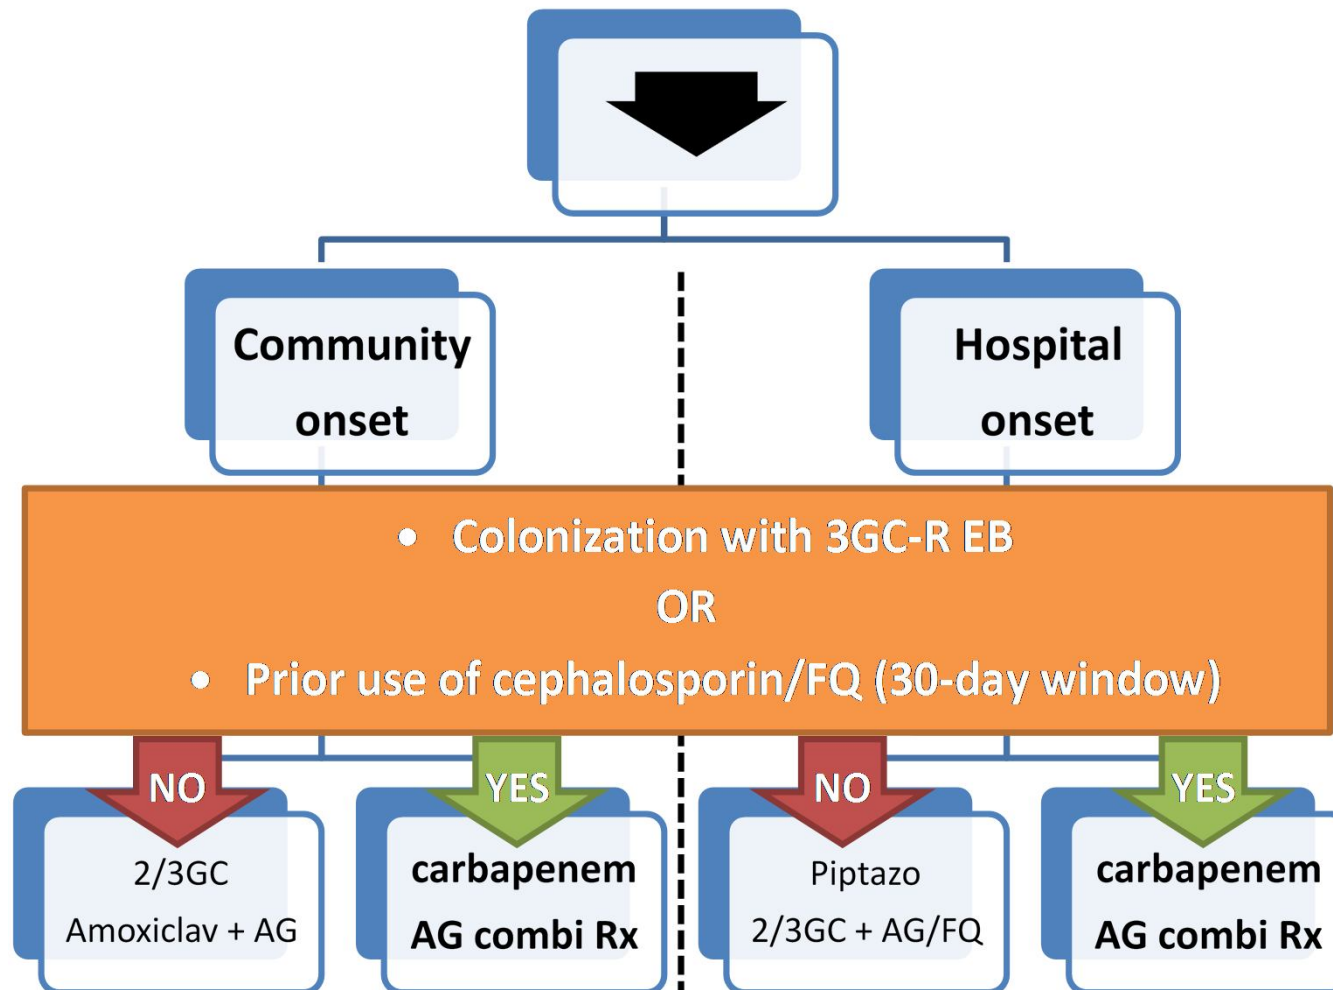 Community
onset
Hospital
onset
• Colonization with 3GC-R EB
OR
• Prior use of cephalosporin/FQ (30-day window)
NO
YES
NO
YES
2/3GC
Amoxiclav + AG
carbapenem
AG combi Rx
Piptazo
2/3GC + AG/FQ
carbapenem
AG combi Rx